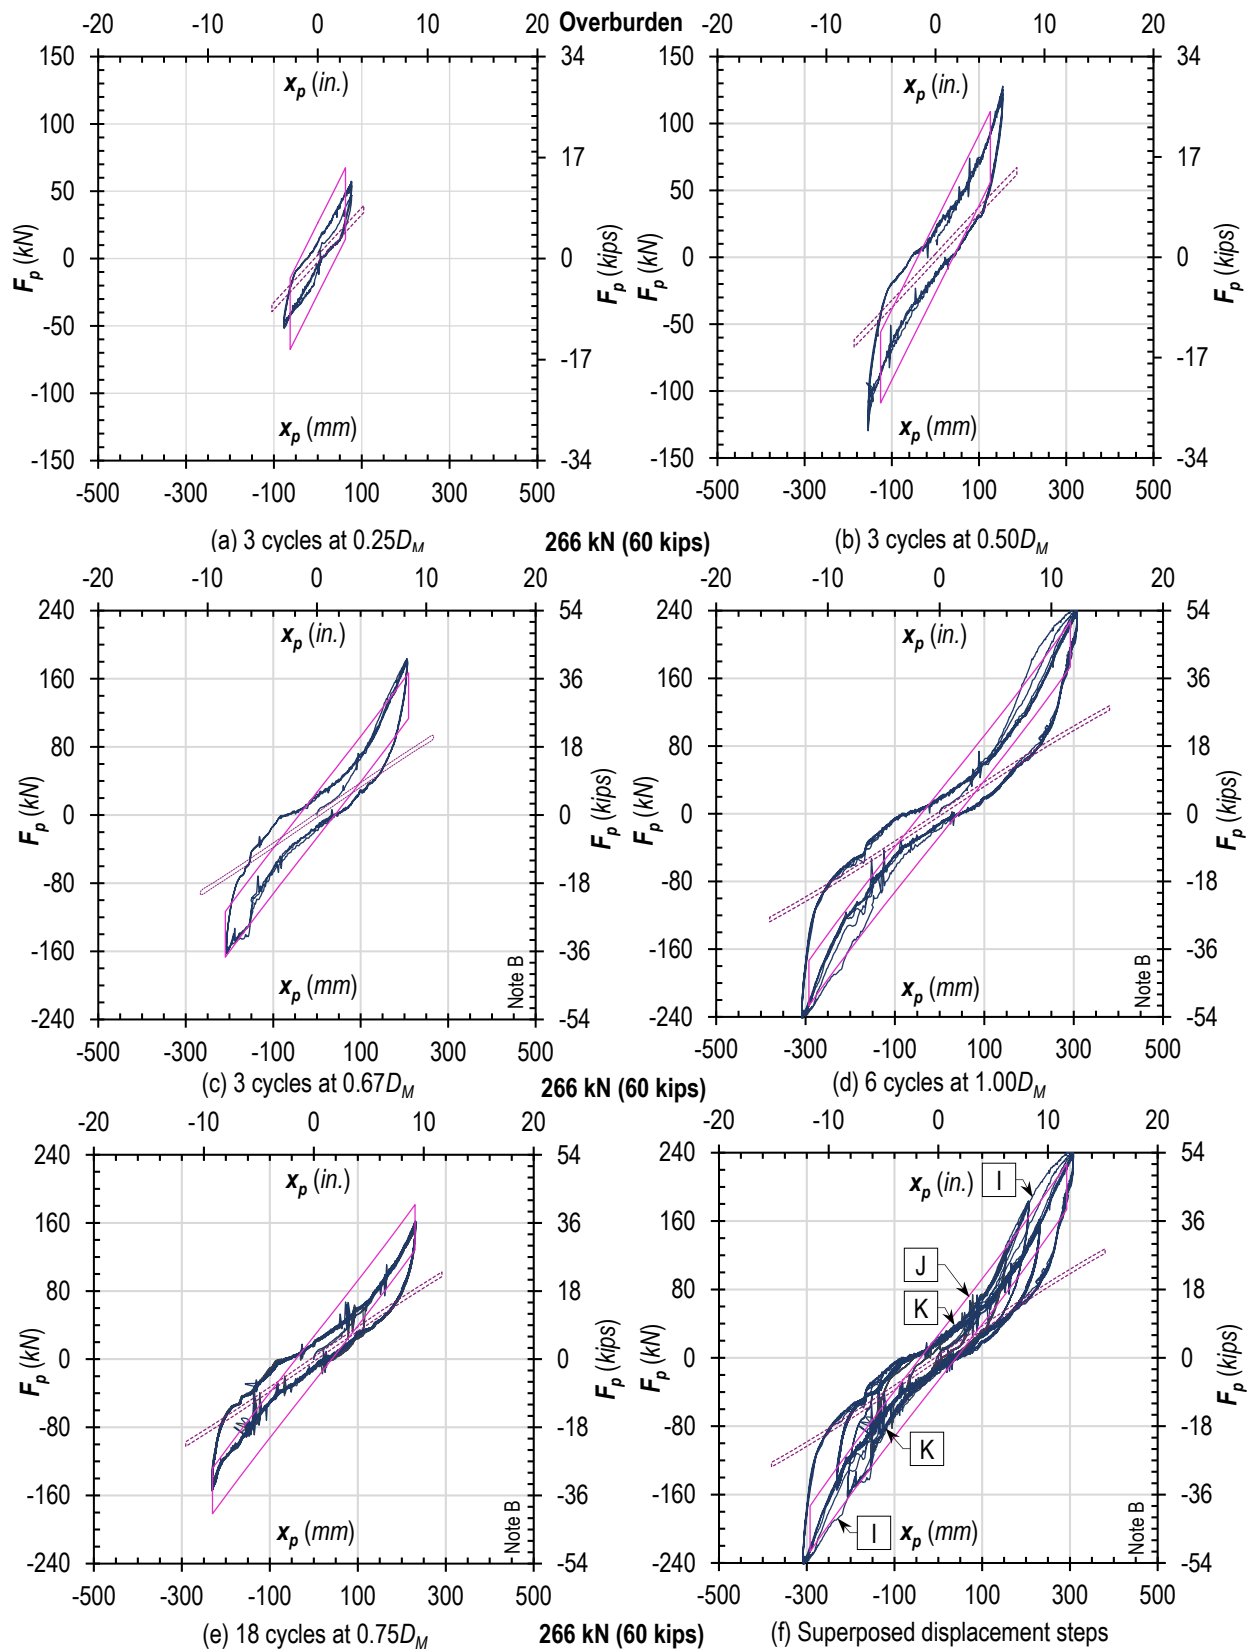 -20 -10 0 10 20 Overburden -20 -10 0 10 20
150 100 50 0 -50 -100 -150
F_p (kN)
x_p (in.)
x_p (mm)
34 17 0 -17 -34
F_p (kips)
-500 -300 -100 100 300 500
(a) 3 cycles at 0.25D_M
150 100 50 0 -50 -100 -150
F_p (kN)
x_p (in.)
x_p (mm)
34 17 0 -17 -34
F_p (kips)
-500 -300 -100 100 300 500
(b) 3 cycles at 0.50D_M
266 kN (60 kips)
-20 -10 0 10 20
240 160 80 0 -80 -160 -240
F_p (kN)
x_p (in.)
x_p (mm)
Note B
54 36 18 0 -18 -36 -54
F_p (kips)
-500 -300 -100 100 300 500
(c) 3 cycles at 0.67D_M
-20 -10 0 10 20
240 160 80 0 -80 -160 -240
F_p (kN)
x_p (in.)
x_p (mm)
Note B
54 36 18 0 -18 -36 -54
F_p (kips)
-500 -300 -100 100 300 500
(d) 6 cycles at 1.00D_M
266 kN (60 kips)
-20 -10 0 10 20
240 160 80 0 -80 -160 -240
F_p (kN)
x_p (in.)
x_p (mm)
Note B
54 36 18 0 -18 -36 -54
F_p (kips)
-500 -300 -100 100 300 500
(e) 18 cycles at 0.75D_M
-20 -10 0 10 20
240 160 80 0 -80 -160 -240
F_p (kN)
x_p (in.)
I
J
K
K
I
x_p (mm)
Note B
54 36 18 0 -18 -36 -54
F_p (kips)
-500 -300 -100 100 300 500
(f) Superposed displacement steps
266 kN (60 kips)